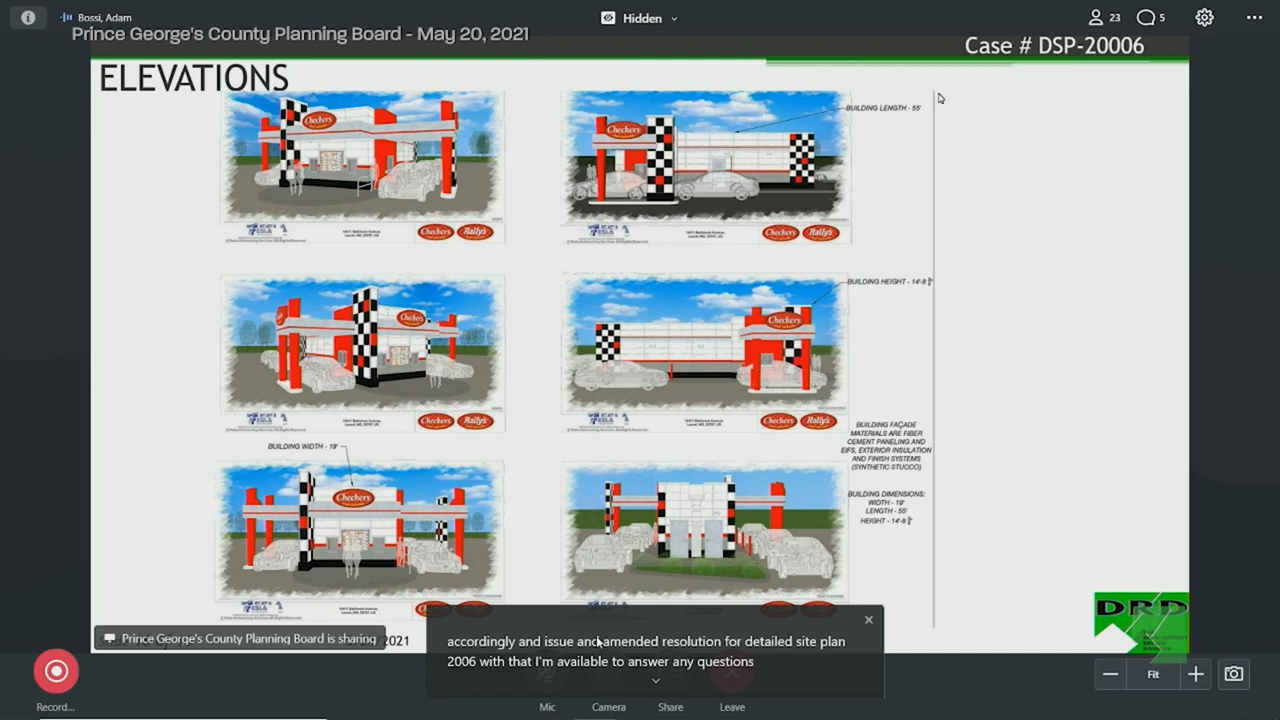 Bossi, Adam
Hidden
23
5
Prince George's County Planning Board - May 20, 2021
Case # DSP-20006
ELEVATIONS
Checkers
Checkers
BUILDING LENGTH - 55'
Checkers Rally's
Checkers Rally's
Checkers
Checkers
BUILDING HEIGHT - 14'-8
Checkers Rally's
Checkers Rally's
BUILDING FAÇADE
MATERIALS ARE FIBER
CEMENT PANELING AND
EIFS, EXTERIOR INSULATION
AND FINISH SYSTEMS
(SYNTHETIC STUCCO)
BUILDING WIDTH - 19'
Checkers
BUILDING DIMENSIONS:
WIDTH - 19'
LENGTH - 55'
HEIGHT - 14'-8
DRD
Prince George's County Planning Board is sharing
/2021
accordingly and issue and amended resolution for detailed site plan
2006 with that I'm available to answer any questions
Fit
Record...
Mic
Camera
Share
Leave